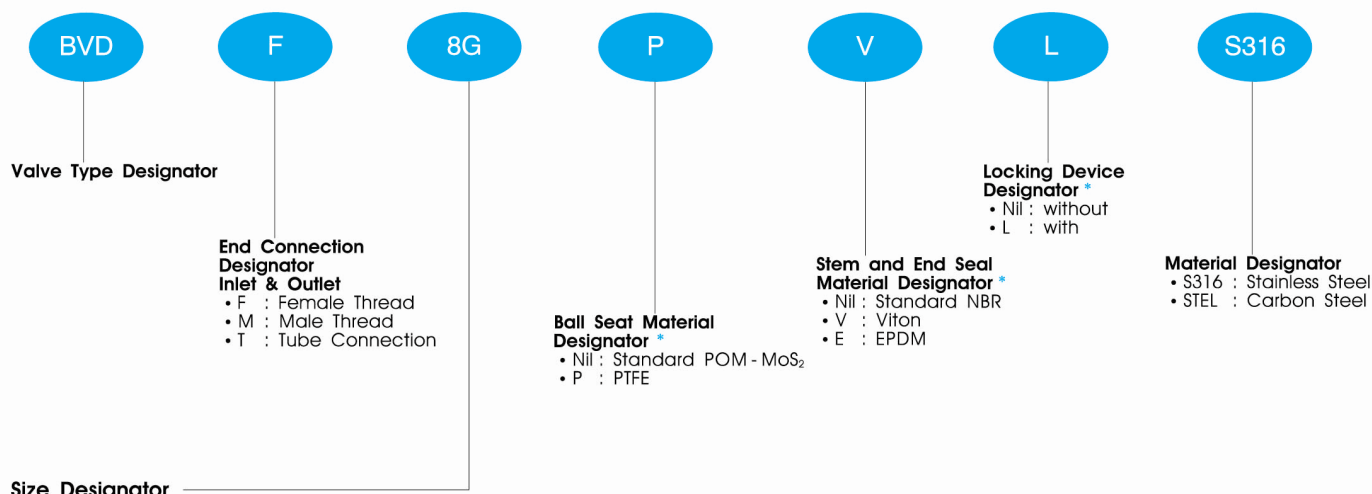 BVD F 8G P V L S316
Valve Type Designator
End Connection
Designator
Inlet & Outlet
• F : Female Thread
• M : Male Thread
• T : Tube Connection
Ball Seat Material
Designator *
• Nil : Standard POM - MoS₂
• P : PTFE
Stem and End Seal
Material Designator *
• Nil : Standard NBR
• V : Viton
• E : EPDM
Locking Device
Designator *
• Nil : without
• L : with
Material Designator
• S316 : Stainless Steel
• STEL : Carbon Steel
Size Designator